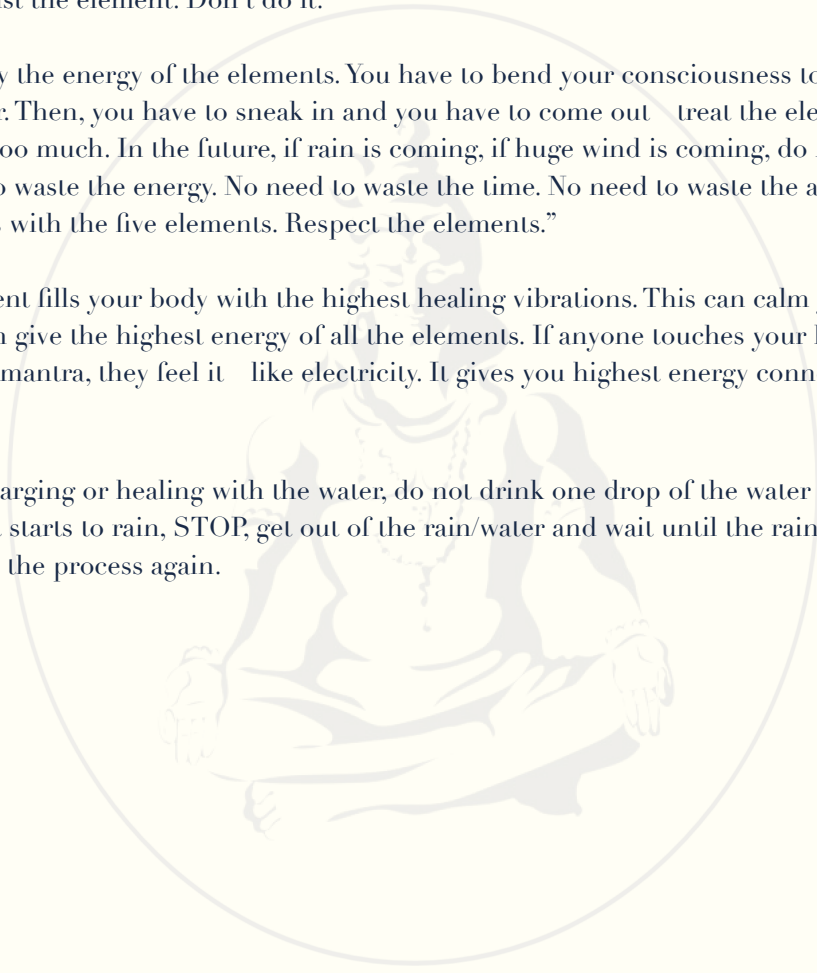 st the element. Don't do it.
y the energy of the elements. You have to bend your consciousness to
r. Then, you have to sneak in and you have to come out treat the ele
oo much. In the future, if rain is coming, if huge wind is coming, do
o waste the energy. No need to waste the time. No need to waste the a
s with the five elements. Respect the elements.”
ent fills your body with the highest healing vibrations. This can calm
n give the highest energy of all the elements. If anyone touches your
mantra, they feel it like electricity. It gives you highest energy conn
arging or healing with the water, do not drink one drop of the water
starts to rain, STOP, get out of the rain/water and wait until the rain
the process again.